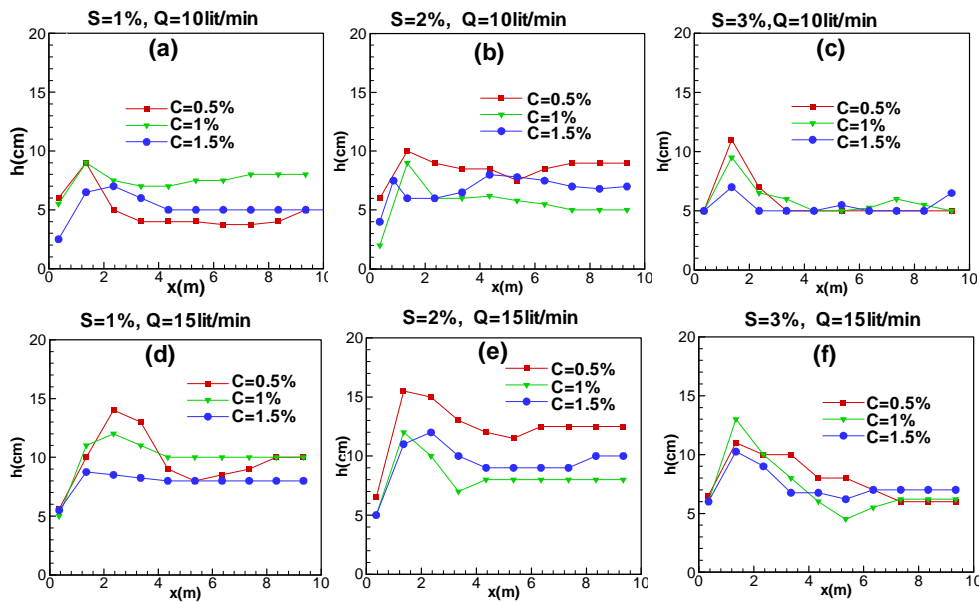 S=1%, Q=10lit/min
(a)
C=0.5%
C=1%
C=1.5%
h(cm)
20
15
10
5
0
0 2 4 6 8 10
x(m)
S=2%, Q=10lit/min
(b)
C=0.5%
C=1%
C=1.5%
h(cm)
20
15
10
5
0
0 2 4 6 8 10
x(m)
S=3%,Q=10lit/min
(c)
C=0.5%
C=1%
C=1.5%
h(cm)
20
15
10
5
0
0 2 4 6 8 10
x(m)
S=1%, Q=15lit/min
(d)
C=0.5%
C=1%
C=1.5%
h(cm)
20
15
10
5
0
0 2 4 6 8 10
x(m)
S=2%, Q=15lit/min
(e)
C=0.5%
C=1%
C=1.5%
h(cm)
20
15
10
5
0
0 2 4 6 8 10
x(m)
S=3%, Q=15lit/min
(f)
C=0.5%
C=1%
C=1.5%
h(cm)
20
15
10
5
0
0 2 4 6 8 10
x(m)